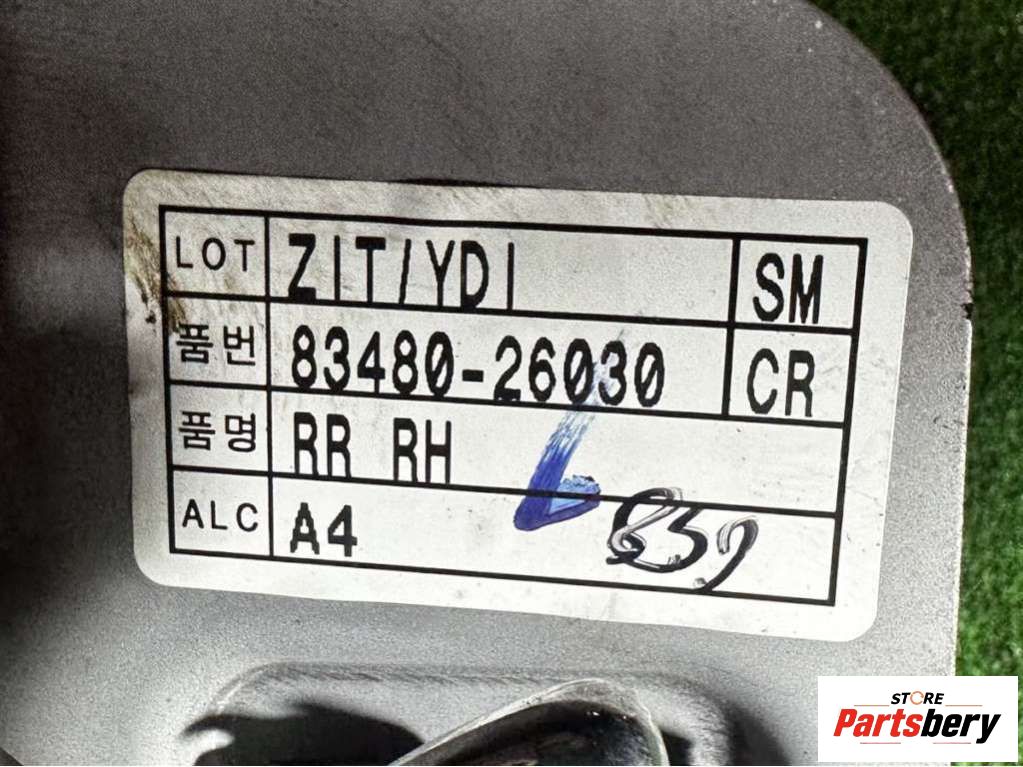 LOT ZIT/YDI SM
품번 83480-26030 CR
품명 RR RH
ALC A4
STORE
Partsbery